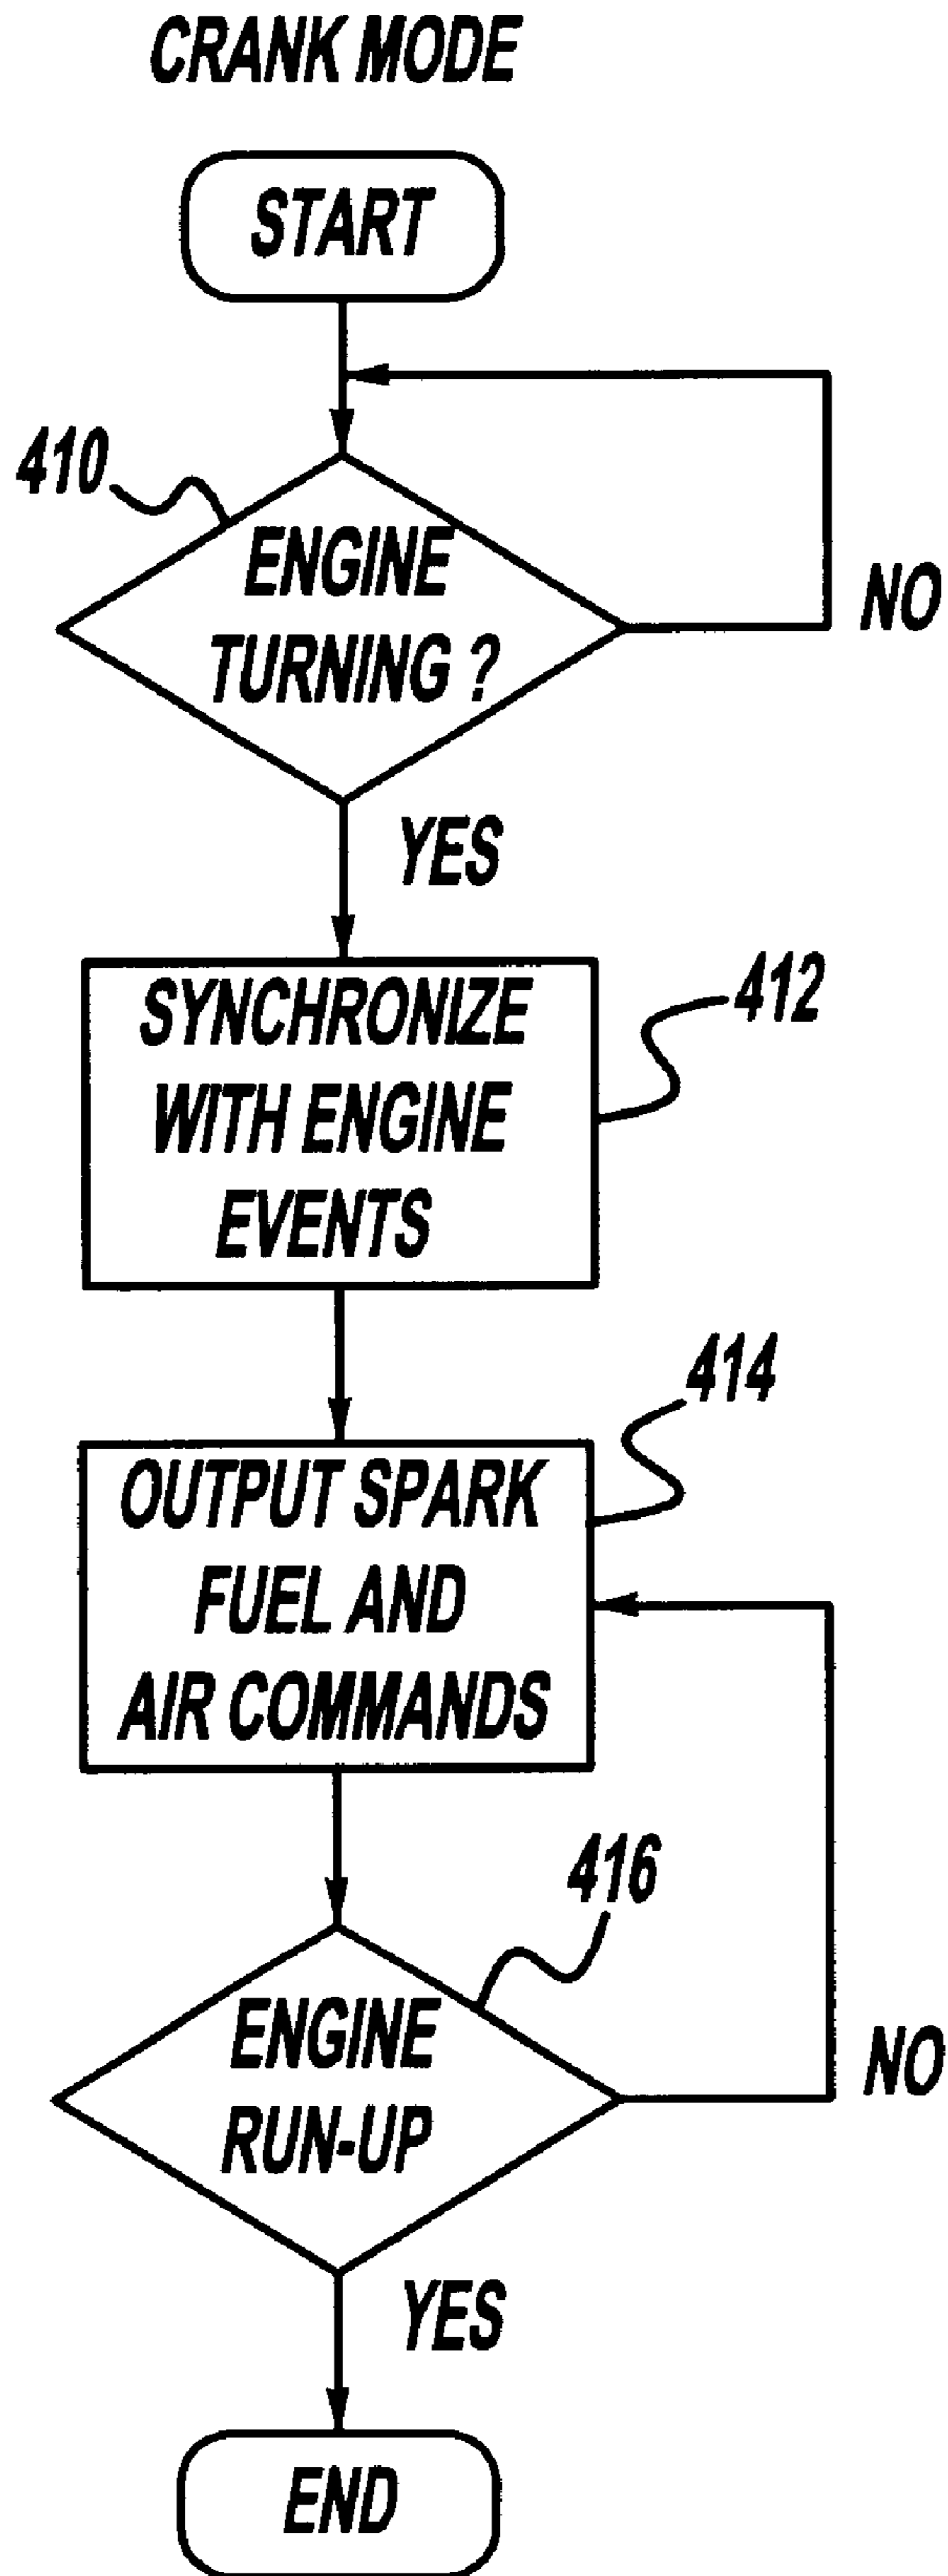 CRANK MODE
START
410
ENGINE
TURNING ?
NO
YES
SYNCHRONIZE
WITH ENGINE
EVENTS
412
414
OUTPUT SPARK
FUEL AND
AIR COMMANDS
416
ENGINE
RUN-UP
NO
YES
END